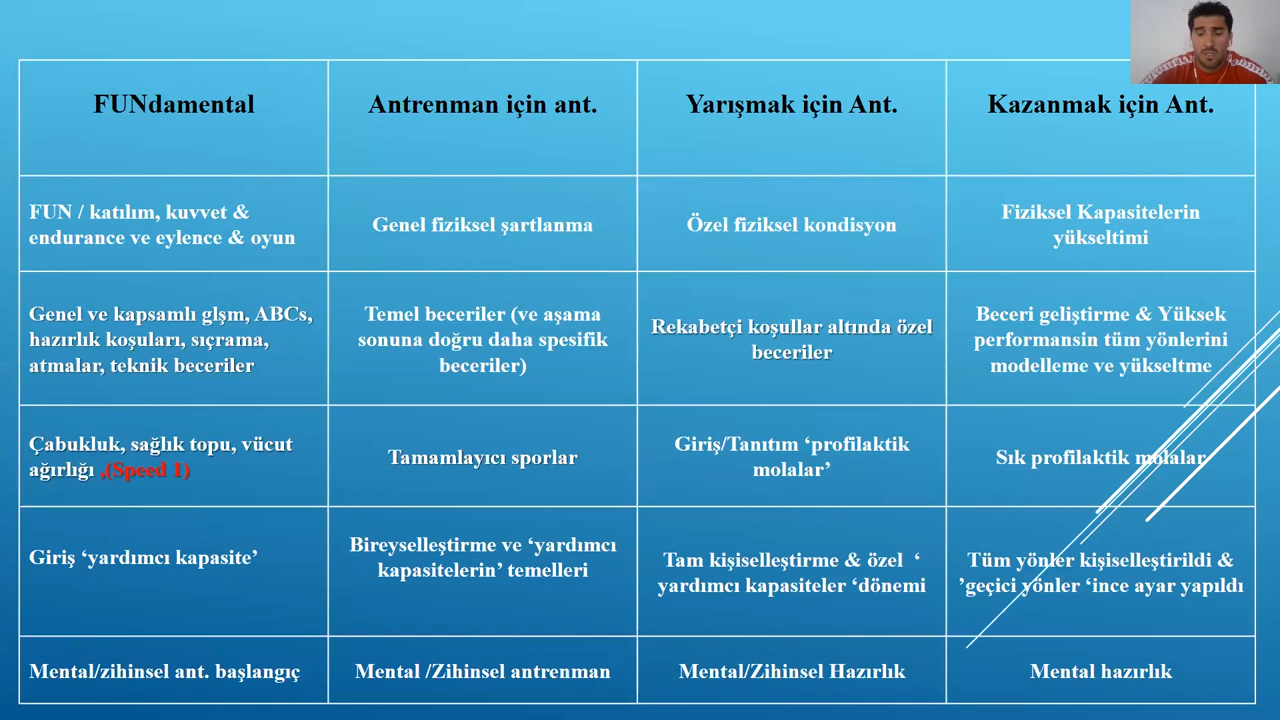 FUNdamental
Antrenman için ant.
Yarışmak için Ant.
Kazanmak için Ant.
FUN / katılım, kuvvet &
endurance ve eylence & oyun
Genel fiziksel şartlanma
Özel fiziksel kondisyon
Fiziksel Kapasitelerin
yükseltimi
Genel ve kapsamlı glşm, ABCs,
hazırlık koşuları, sıçrama,
atmalar, teknik beceriler
Temel beceriler (ve aşama
sonuna doğru daha spesifik
beceriler)
Rekabetçi koşullar altında özel
beceriler
Beceri geliştirme & Yüksek
performansin tüm yönlerini
modelleme ve yükseltme
Çabukluk, sağlık topu, vücut
ağırlığı ,(Speed 1)
Tamamlayıcı sporlar
Giriş/Tanıtım ‘profilaktik
molalar’
Sık profilaktik molalar
Giriş ‘yardımcı kapasite’
Bireyselleştirme ve ‘yardımcı
kapasitelerin’ temelleri
Tam kişiselleştirme & özel ‘
yardımcı kapasiteler ‘dönemi
Tüm yönler kişiselleştirildi &
’geçici yönler ‘ince ayar yapıldı
Mental/zihinsel ant. başlangıç
Mental /Zihinsel antrenman
Mental/Zihinsel Hazırlık
Mental hazırlık